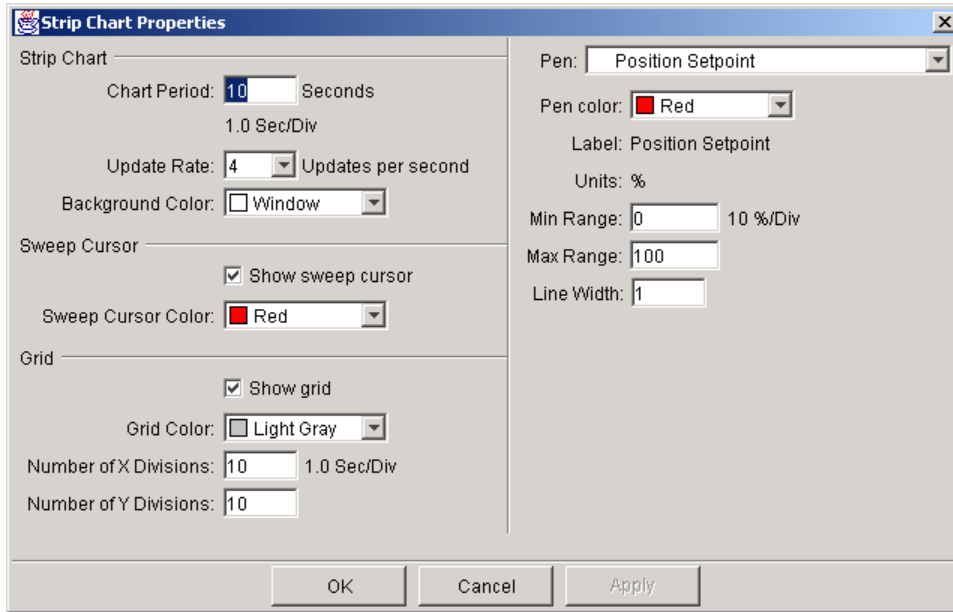 Strip Chart Properties
Strip Chart
Chart Period: 10 Seconds
1.0 Sec/Div
Update Rate: 4 Updates per second
Background Color: Window
Sweep Cursor
Show sweep cursor
Sweep Cursor Color: Red
Grid
Show grid
Grid Color: Light Gray
Number of X Divisions: 10 1.0 Sec/Div
Number of Y Divisions: 10
Pen: Position Setpoint
Pen color: Red
Label: Position Setpoint
Units: %
Min Range: 0 10 %/Div
Max Range: 100
Line Width: 1
OK Cancel Apply